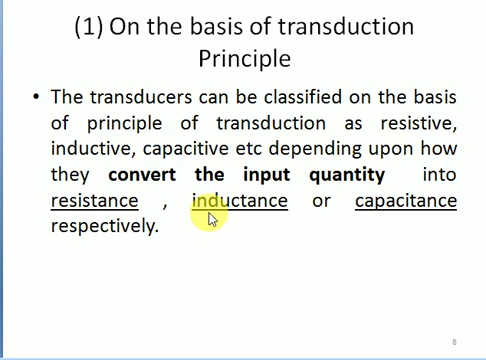 (1) On the basis of transduction
Principle
• The transducers can be classified on the basis
of principle of transduction as resistive,
inductive, capacitive etc depending upon how
they convert the input quantity into
resistance , inductance or capacitance
respectively.
8